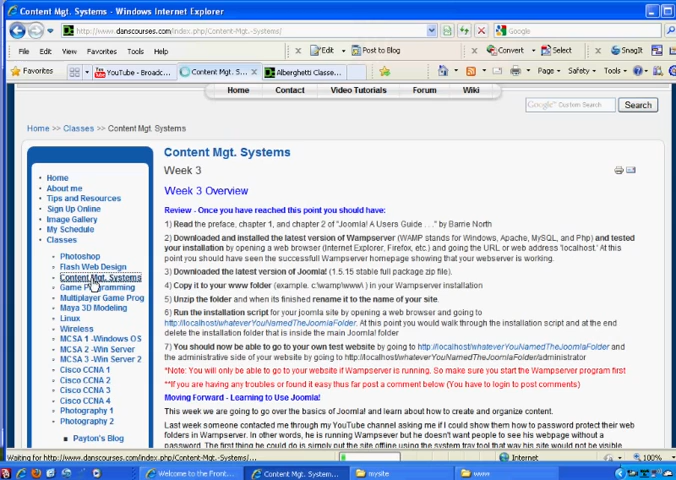 Content Mgt. Systems - Windows Internet Explorer
http://www.danscourses.com/index.php/Content-Mgt.-Systems/
Google
File Edit View Favorites Tools Help
Edit Post to Blog Convert Select SnagIt My
Favorites YouTube - Broadc... Content Mgt. S... Alberghetti Classe... Page Safety Tools
Home Contact Video Tutorials Forum Wiki
Google™ Custom Search Search
Home >> Classes >> Content Mgt. Systems
Content Mgt. Systems
Week 3
Week 3 Overview
Home
About me
Tips and Resources
Sign Up Online
Image Gallery
My Schedule
Classes
Photoshop
Flash Web Design
Content Mgt. Systems
Game Programming
Multiplayer Game Prog
Maya 3D Modeling
Linux
Wireless
MCSA 1 -Windows OS
MCSA 2 -Win Server
MCSA 3 -Win Server 2
Cisco CCNA 1
Cisco CCNA 2
Cisco CCNA 3
Cisco CCNA 4
Photography 1
Photography 2
Payton's Blog
Review - Once you have reached this point you should have:
1) Read the preface, chapter 1, and chapter 2 of "Joomla! A Users Guide . . ." by Barrie North
2) Downloaded and installed the latest version of Wampserver (WAMP stands for Windows, Apache, MySQL, and Php) and tested
your installation by opening a web browser (Internet Explorer, Firefox, etc.) and going the URL or web address 'localhost.' At this
point you should have seen the successfull Wampserver homepage showing that your webserver is working.
3) Downloaded the latest version of Joomla! (1.5.15 stable full package zip file).
4) Copy it to your www folder (example. c:\wamp\www\ ) in your Wampserver installation
5) Unzip the folder and when its finished rename it to the name of your site.
6) Run the installation script for your joomla site by opening a web browser and going to
http://localhost/whateverYouNamedTheJoomlaFolder. At this point you would walk through the installation script and at the end
delete the installation folder that is inside the main Joomla! folder
7) You should now be able to go to your own test website by going to http://localhost/whateverYouNamedTheJoomlaFolder and
the administrative side of your website by going to http://localhost/whateverYouNamedTheJoomlaFolder/administrator
*Note: You will only be able to go to your website if Wampserver is running. So make sure you start the Wampserver program first
**If you are having any troubles or found it easy thus far post a comment below (You have to login to post comments)
Moving Forward - Learning to Use Joomla!
This week we are going to go over the basics of Joomla! and learn about how to create and organize content.
Last week someone contacted me through my YouTube channel asking me if I could show them how to password protect their web
folders in Wampserver. In other words, he is running Wampsever but he doesn't want people to see his webpage without a
password. The first thing he could do is simply put the site offline using the system tray tool that way his site would not be visible
Waiting for http://www.danscourses.com/index.php/Content-Mgt.-Systems/... Internet 100%
Welcome to the Front... Content Mgt. System... mysite www